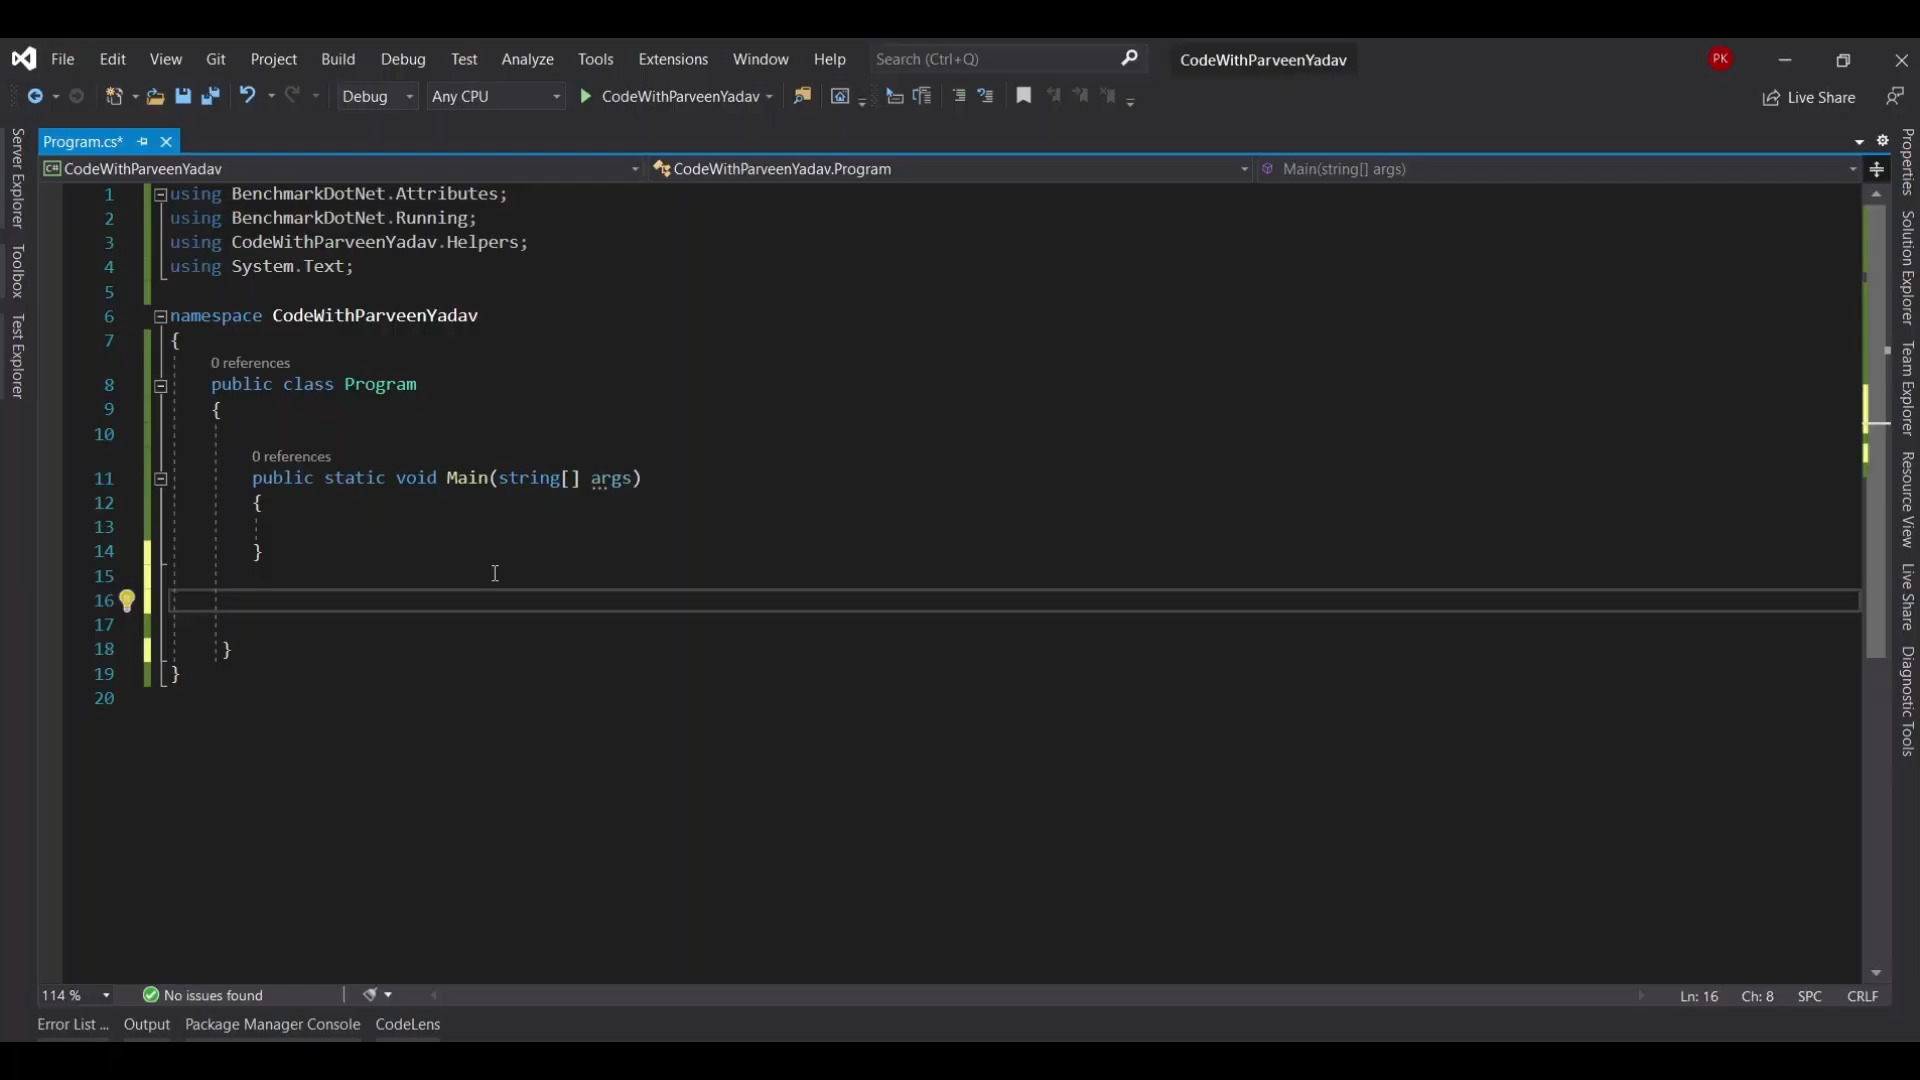 File Edit View Git Project Build Debug Test Analyze Tools Extensions Window Help Search (Ctrl+Q) CodeWithParveenYadav PK
Debug Any CPU CodeWithParveenYadav Live Share
Program.cs*
C# CodeWithParveenYadav CodeWithParveenYadav.Program Main(string[] args)
Server Explorer
Toolbox
Test Explorer
1 using BenchmarkDotNet.Attributes;
2 using BenchmarkDotNet.Running;
3 using CodeWithParveenYadav.Helpers;
4 using System.Text;
5
6 namespace CodeWithParveenYadav
7 {
0 references
8 public class Program
9 {
10
0 references
11 public static void Main(string[] args)
12 {
13
14 }
15
16
17
18 }
19 }
20
Properties
Solution Explorer
Team Explorer
Resource View
Live Share
Diagnostic Tools
114 % No issues found Ln: 16 Ch: 8 SPC CRLF
Error List ... Output Package Manager Console CodeLens